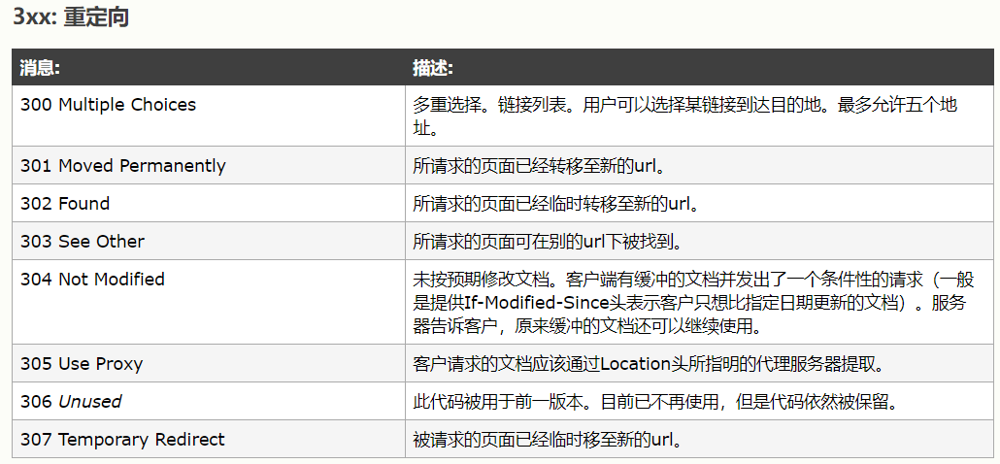 3xx: 重定向
消息: 描述:
300 Multiple Choices 多重选择。链接列表。用户可以选择某链接到达目的地。最多允许五个地
址。
301 Moved Permanently 所请求的页面已经转移至新的url。
302 Found 所请求的页面已经临时转移至新的url。
303 See Other 所请求的页面可在别的url下被找到。
304 Not Modified 未按预期修改文档。客户端有缓冲的文档并发出了一个条件性的请求（一般
是提供If-Modified-Since头表示客户只想比指定日期更新的文档）。服务
器告诉客户，原来缓冲的文档还可以继续使用。
305 Use Proxy 客户请求的文档应该通过Location头所指明的代理服务器提取。
306 Unused 此代码被用于前一版本。目前已不再使用，但是代码依然被保留。
307 Temporary Redirect 被请求的页面已经临时移至新的url。